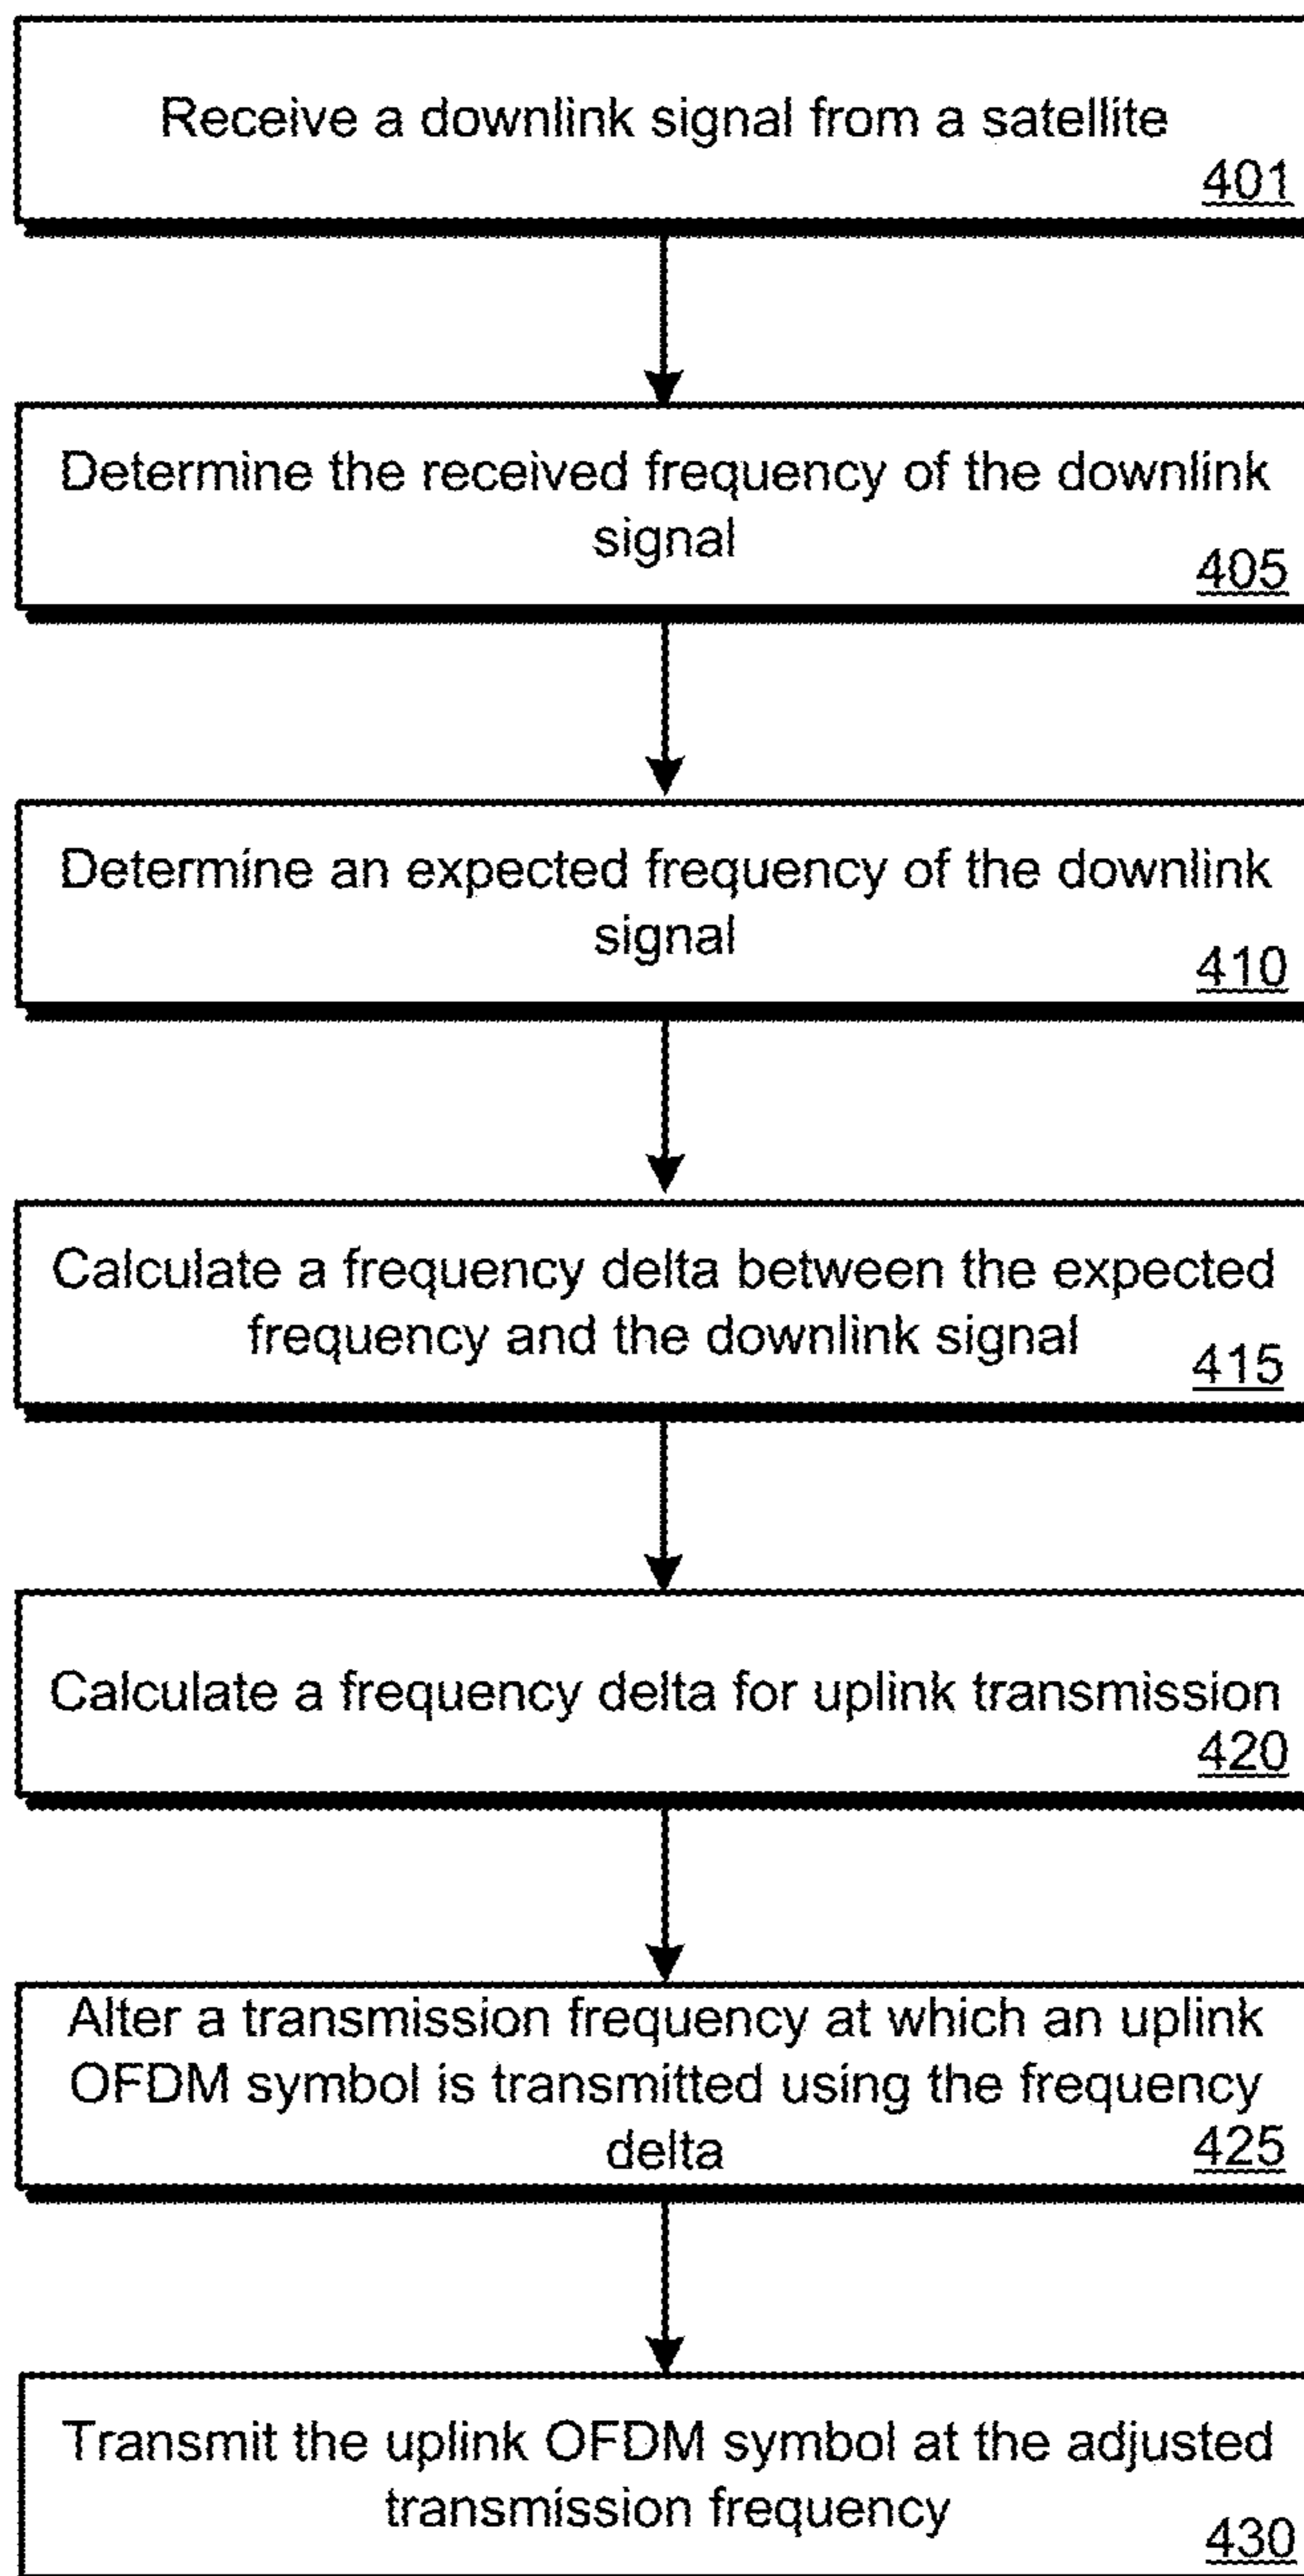 Receive a downlink signal from a satellite
401
Determine the received frequency of the downlink
signal
405
Determine an expected frequency of the downlink
signal
410
Calculate a frequency delta between the expected
frequency and the downlink signal
415
Calculate a frequency delta for uplink transmission
420
Alter a transmission frequency at which an uplink
OFDM symbol is transmitted using the frequency
delta
425
Transmit the uplink OFDM symbol at the adjusted
transmission frequency
430